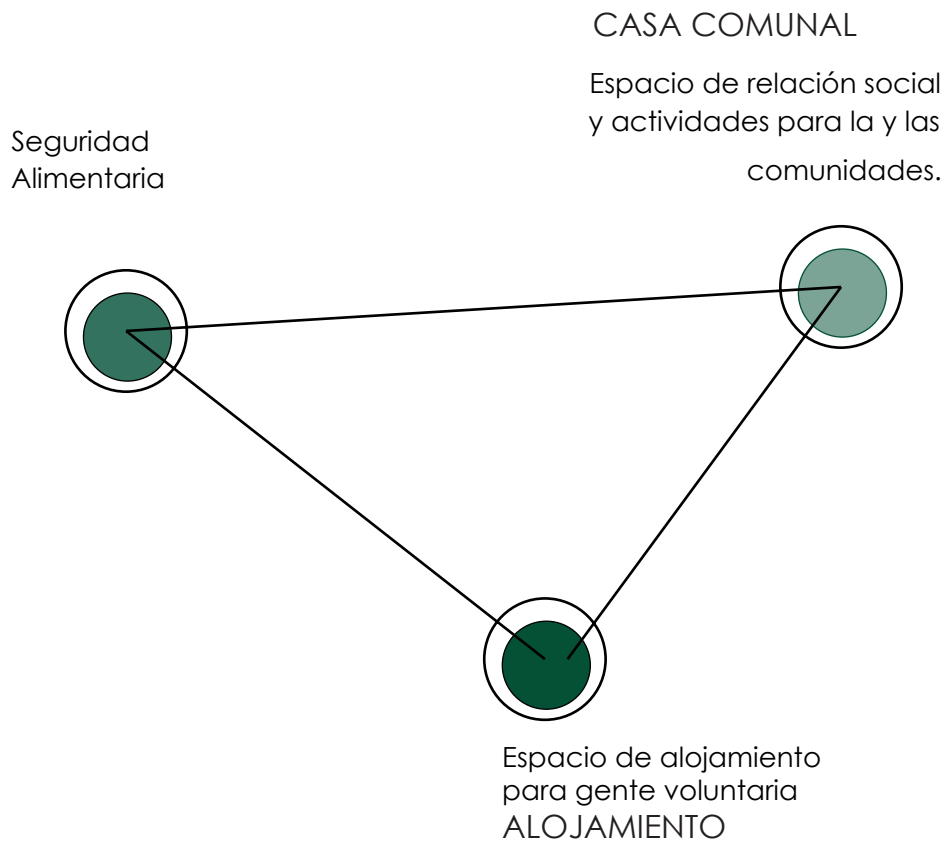 CASA COMUNAL
Espacio de relación social
y actividades para la y las
comunidades.
Seguridad
Alimentaria
Espacio de alojamiento
para gente voluntaria
ALOJAMIENTO